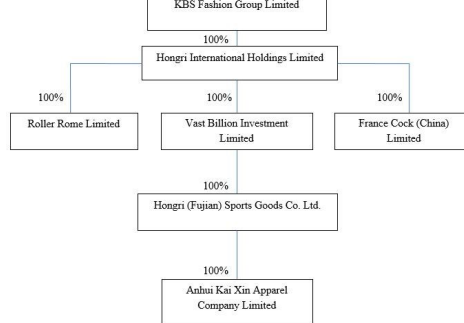 KBS Fashion Group Limited
100%
Hongri International Holdings Limited
100%
100%
100%
Roller Rome Limited
Vast Billion Investment
Limited
France Cock (China)
Limited
100%
Hongri (Fujian) Sports Goods Co. Ltd.
100%
Anhui Kai Xin Apparel
Company Limited